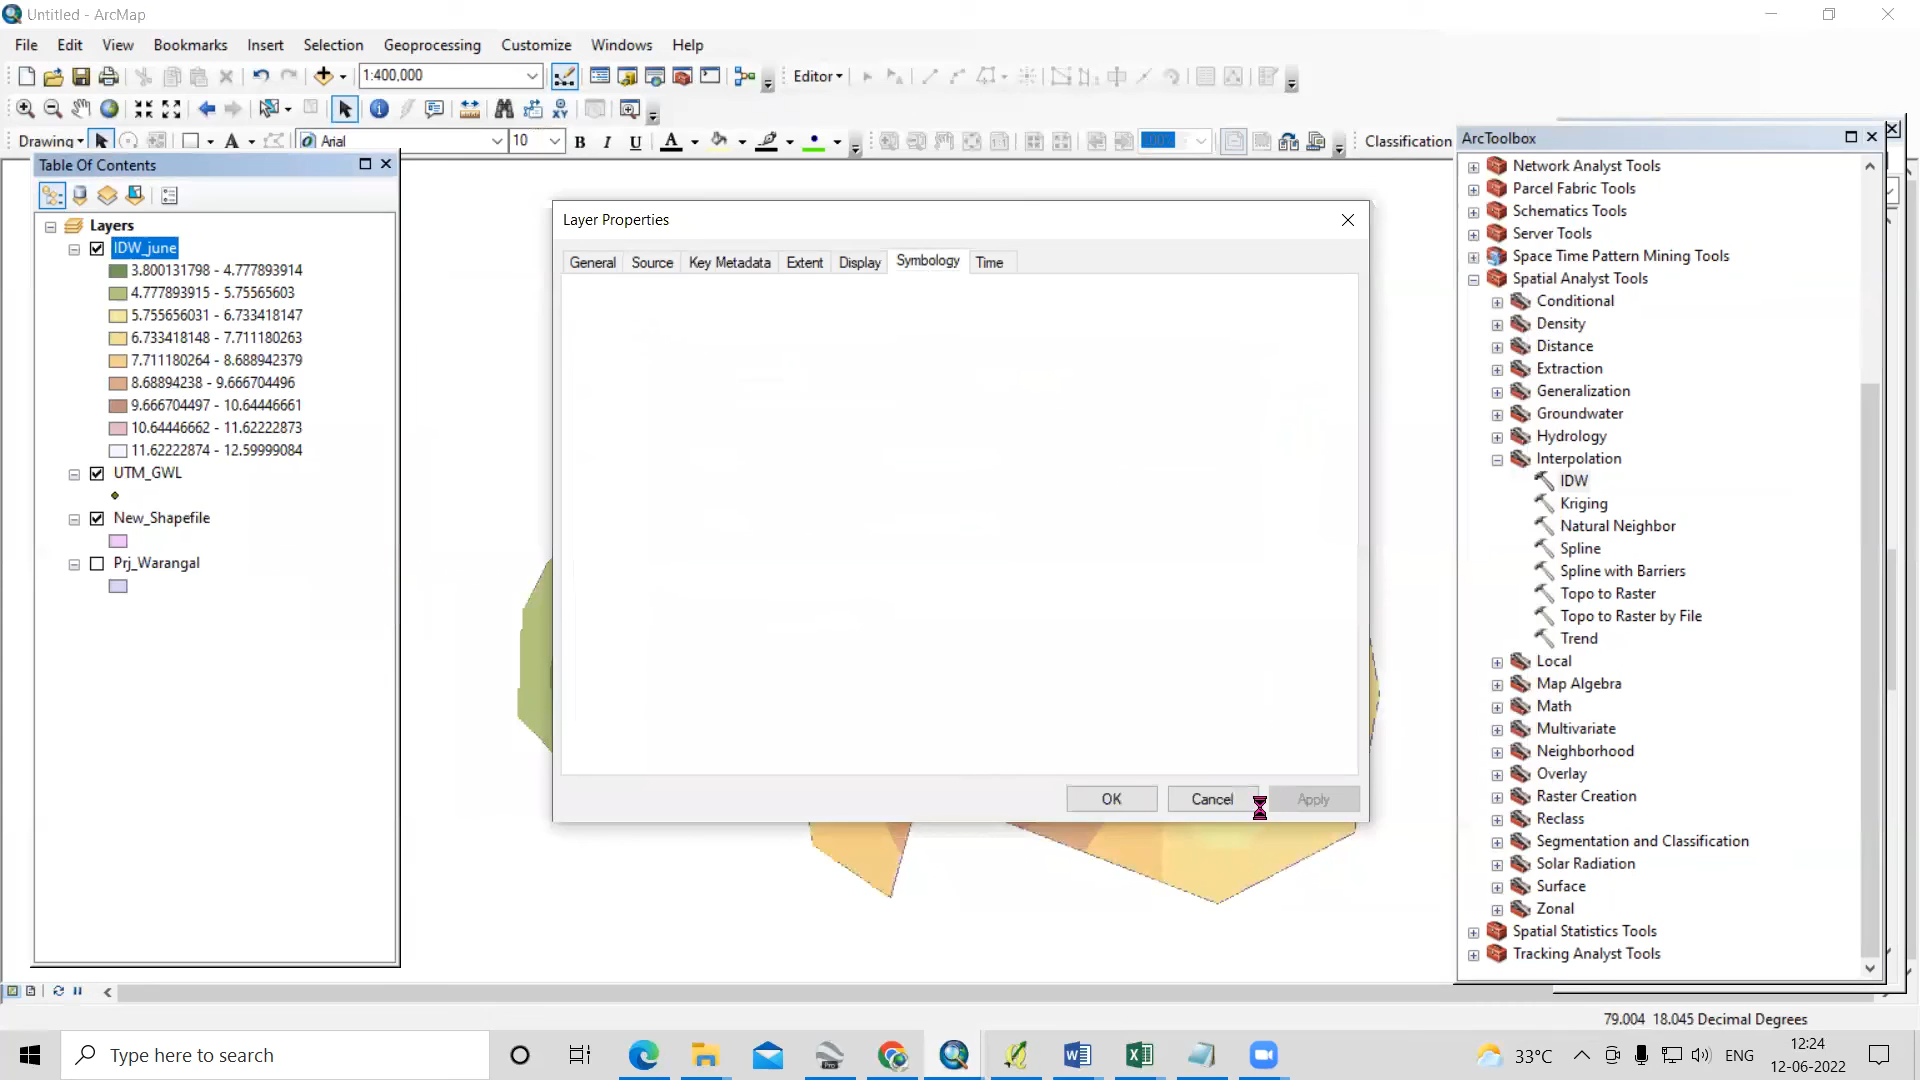 Untitled - ArcMap
File Edit View Bookmarks Insert Selection Geoprocessing Customize Windows Help
1:400,000
Editor
Drawing
A
Arial
10
B I U A
Classification
Table Of Contents
Layers
IDW_june
3.800131798 - 4.777893914
4.777893915 - 5.75565603
5.755656031 - 6.733418147
6.733418148 - 7.711180263
7.711180264 - 8.688942379
8.68894238 - 9.666704496
9.666704497 - 10.64446661
10.64446662 - 11.62222873
11.62222874 - 12.59999084
UTM_GWL
New_Shapefile
Prj_Warangal
Layer Properties
General Source Key Metadata Extent Display Symbology Time
OK Cancel Apply
ArcToolbox
Network Analyst Tools
Parcel Fabric Tools
Schematics Tools
Server Tools
Space Time Pattern Mining Tools
Spatial Analyst Tools
Conditional
Density
Distance
Extraction
Generalization
Groundwater
Hydrology
Interpolation
IDW
Kriging
Natural Neighbor
Spline
Spline with Barriers
Topo to Raster
Topo to Raster by File
Trend
Local
Map Algebra
Math
Multivariate
Neighborhood
Overlay
Raster Creation
Reclass
Segmentation and Classification
Solar Radiation
Surface
Zonal
Spatial Statistics Tools
Tracking Analyst Tools
79.004 18.045 Decimal Degrees
Type here to search
33°C
ENG
12:24
12-06-2022